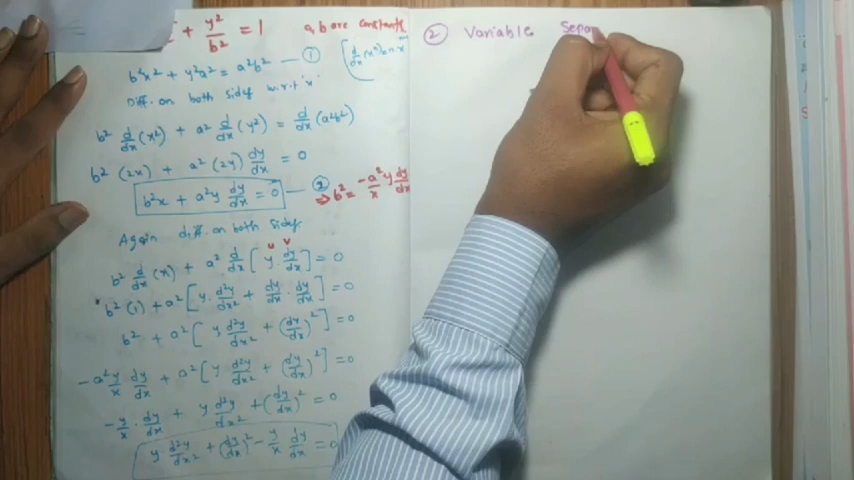 + y²/b² = 1 a, b are constants
b²x² + y²a² = a²b² — ①
Diff. on both sides w.r.t 'x'
b² d/dx (x²) + a² d/dx (y²) = d/dx (a²b²)
b² (2x) + a² (2y) dy/dx = 0
b²x + a²y dy/dx = 0 — ②
⇒ b² = -a²y/x dy/dx
Again diff. on both sides
b² d/dx (x) + a² d/dx [y · dy/dx] = 0
u v
b² (1) + a² [y · d²y/dx² + dy/dx · dy/dx] = 0
b² + a² [y d²y/dx² + (dy/dx)²] = 0
-a²y/x · dy/dx + a² [y d²y/dx² + (dy/dx)²] = 0
-y/x · dy/dx + y d²y/dx² + (dy/dx)² = 0
y d²y/dx² + (dy/dx)² - y/x dy/dx = 0
② Variable Sepa